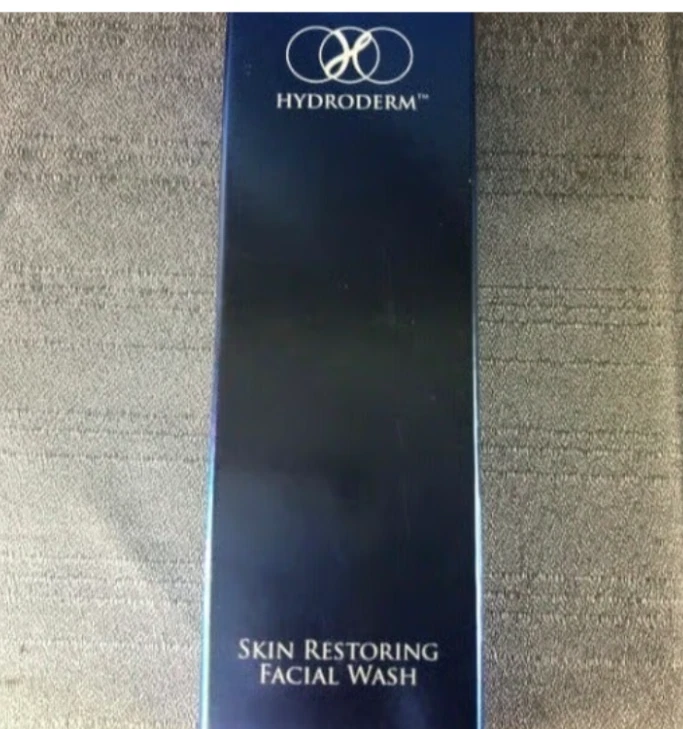 HYDRODERM™
SKIN RESTORING
FACIAL WASH